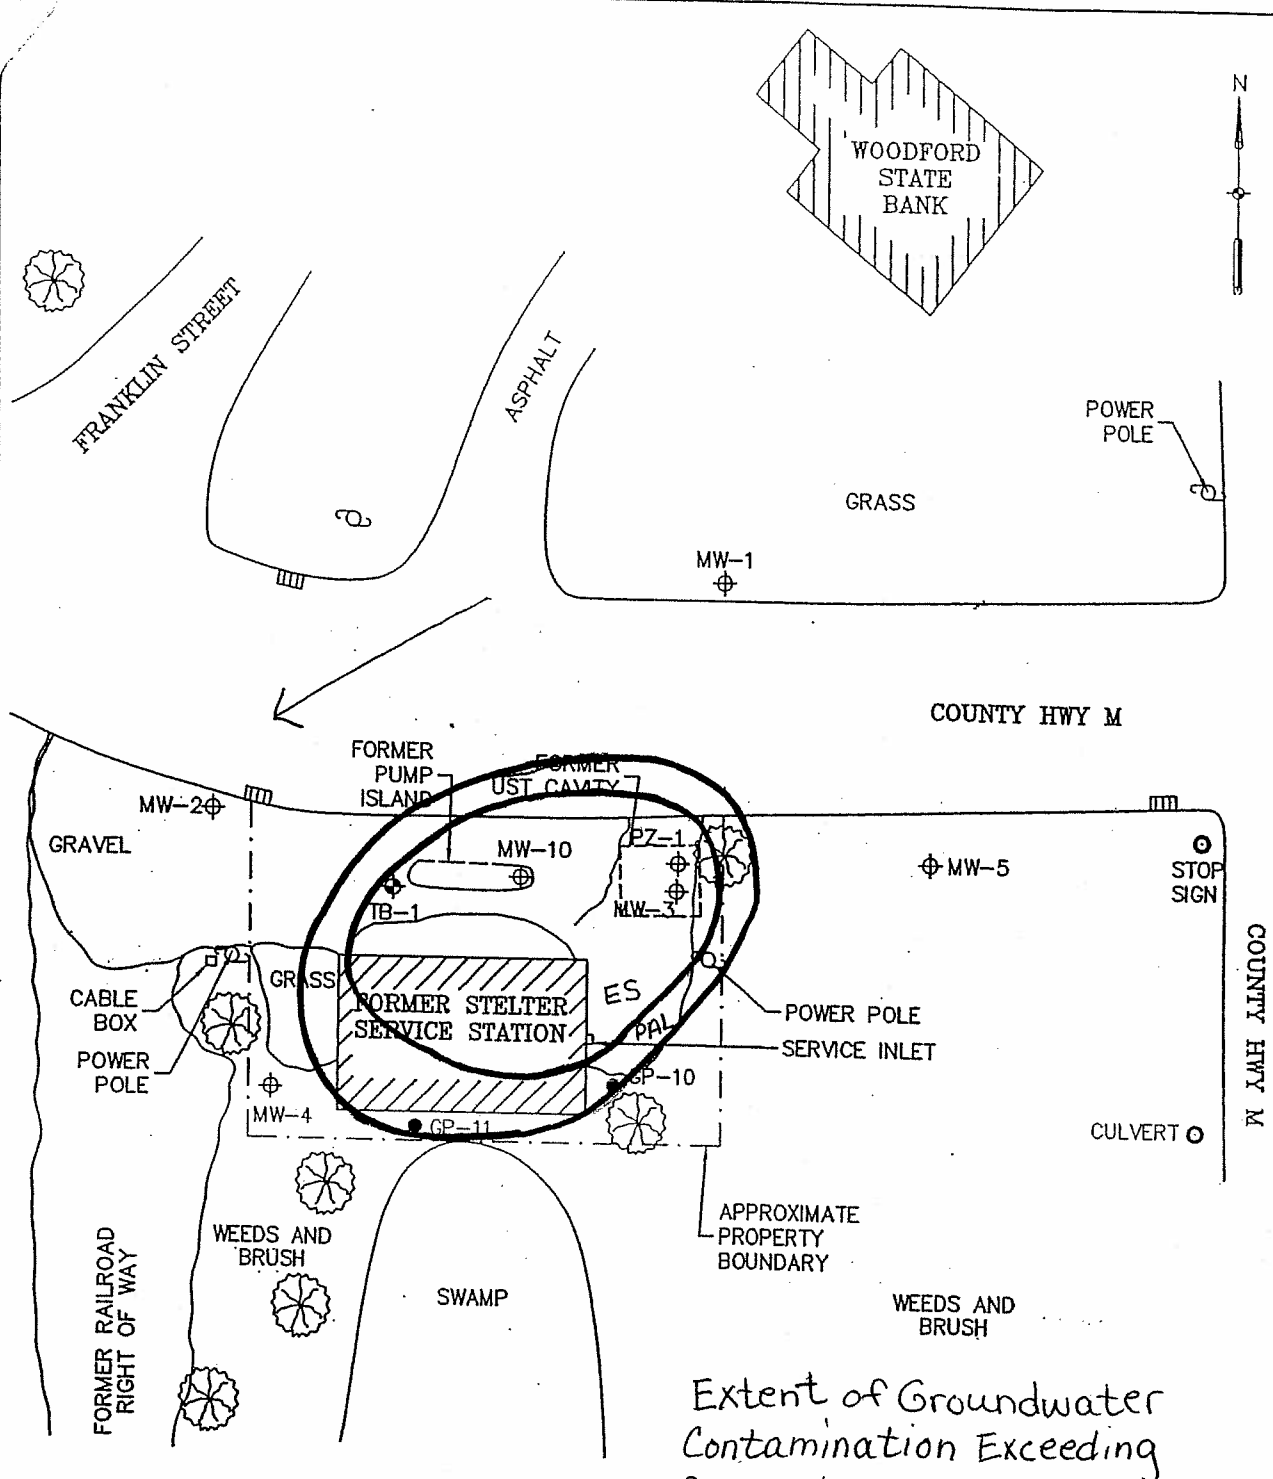 WOODFORD
STATE
BANK
N
FRANKLIN STREET
ASPHALT
POWER
POLE
GRASS
MW-1
COUNTY HWY M
FORMER
PUMP
ISLAND
FORMER
UST CAVITY
MW-2
GRAVEL
MW-10
PZ-1
MW-5
STOP
SIGN
TB-1
MW-3
COUNTY HWY M
GRASS
CABLE
BOX
FORMER STELTER
SERVICE STATION
ES
PAL
POWER POLE
SERVICE INLET
POWER
POLE
GP-10
MW-4
GP-11
CULVERT
APPROXIMATE
PROPERTY
BOUNDARY
FORMER RAILROAD
RIGHT OF WAY
WEEDS AND
BRUSH
SWAMP
WEEDS AND
BRUSH
Extent of Groundwater
Contamination Exceeding